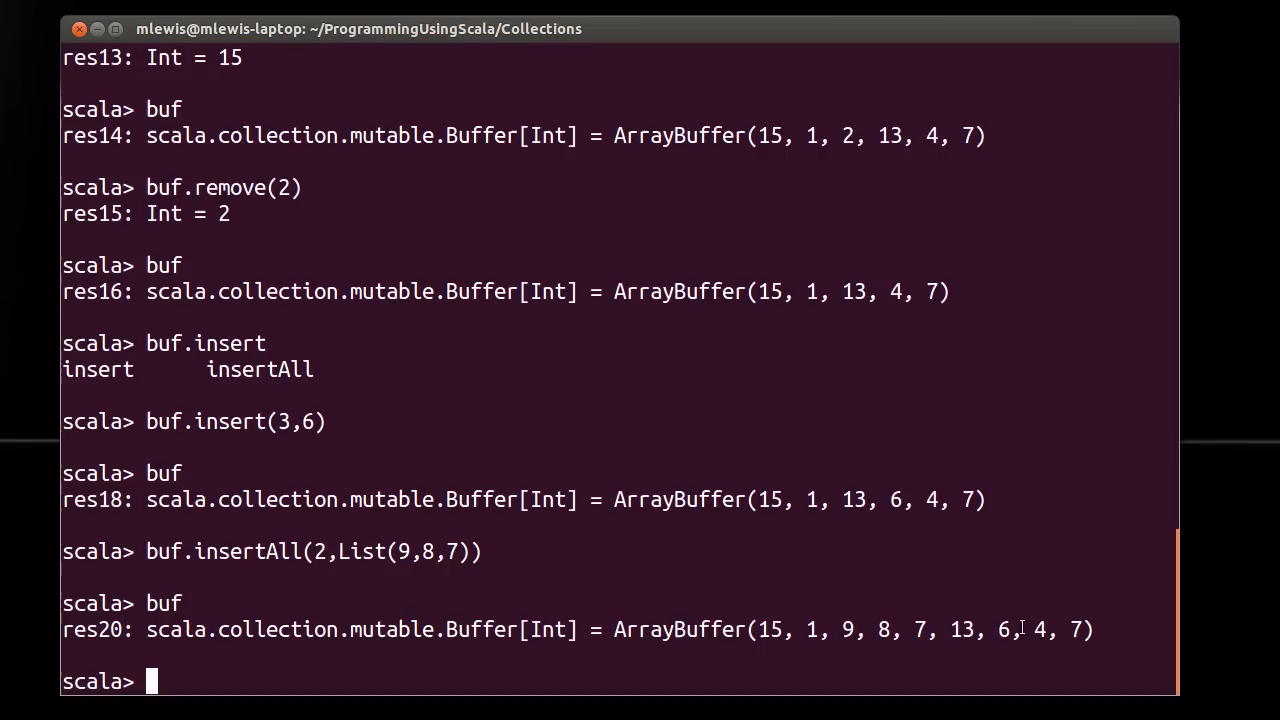 mlewis@mlewis-laptop: ~/ProgrammingUsingScala/Collections
res13: Int = 15
scala> buf
res14: scala.collection.mutable.Buffer[Int] = ArrayBuffer(15, 1, 2, 13, 4, 7)
scala> buf.remove(2)
res15: Int = 2
scala> buf
res16: scala.collection.mutable.Buffer[Int] = ArrayBuffer(15, 1, 13, 4, 7)
scala> buf.insert
insert      insertAll
scala> buf.insert(3,6)
scala> buf
res18: scala.collection.mutable.Buffer[Int] = ArrayBuffer(15, 1, 13, 6, 4, 7)
scala> buf.insertAll(2,List(9,8,7))
scala> buf
res20: scala.collection.mutable.Buffer[Int] = ArrayBuffer(15, 1, 9, 8, 7, 13, 6, 4, 7)
scala>